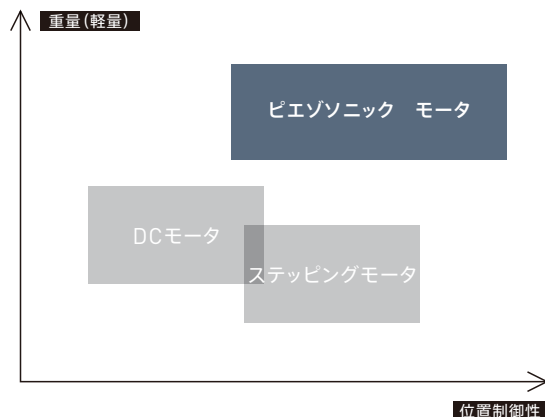 重量(軽量)
ピエゾソニック　モータ
DCモータ
ステッピングモータ
位置制御性